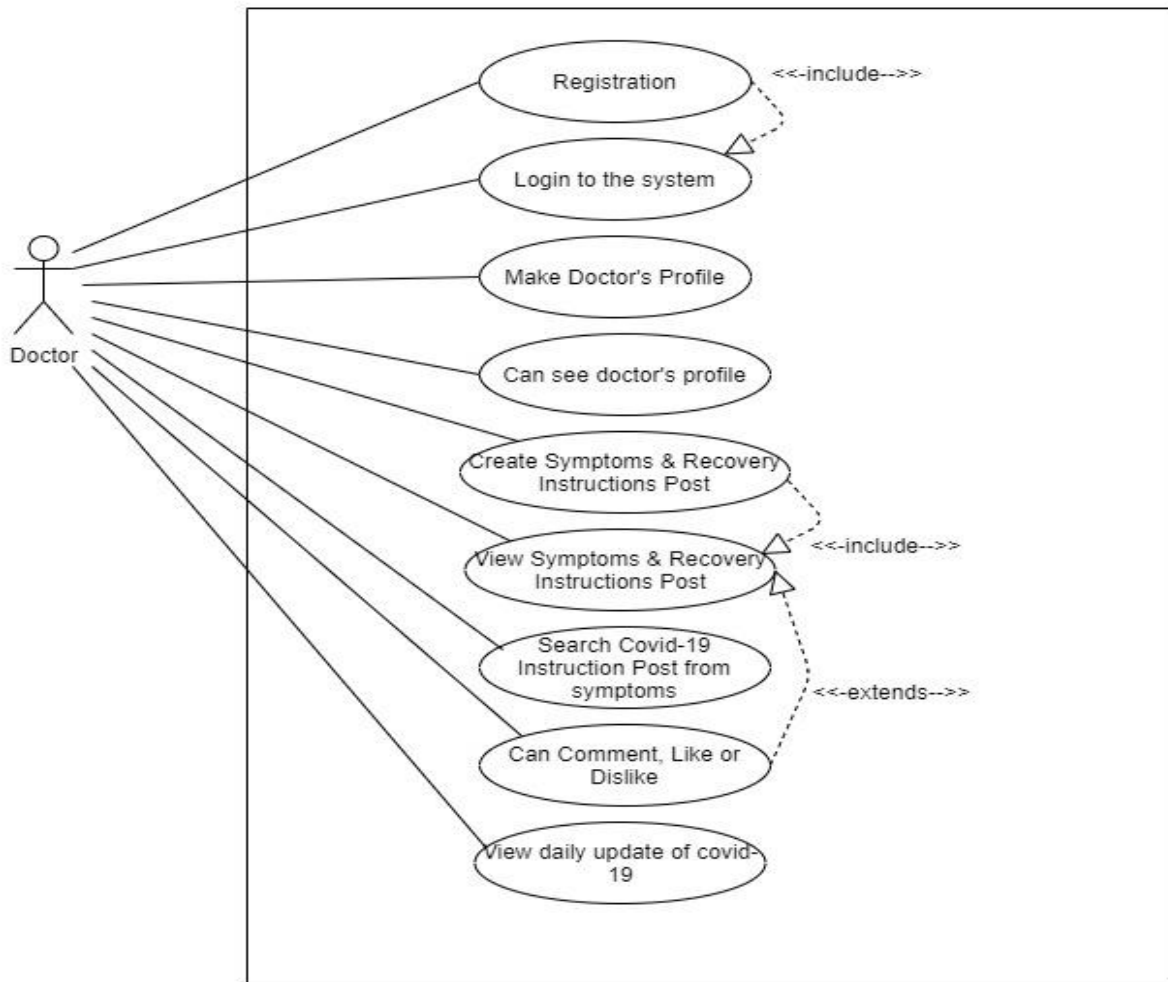 Registration
<<-include-->>
Login to the system
Make Doctor's Profile
Doctor
Can see doctor's profile
Create Symptoms & Recovery
Instructions Post
<<-include-->>
View Symptoms & Recovery
Instructions Post
Search Covid-19
Instruction Post from
symptoms
<<-extends-->>
Can Comment, Like or
Dislike
View daily update of covid-
19